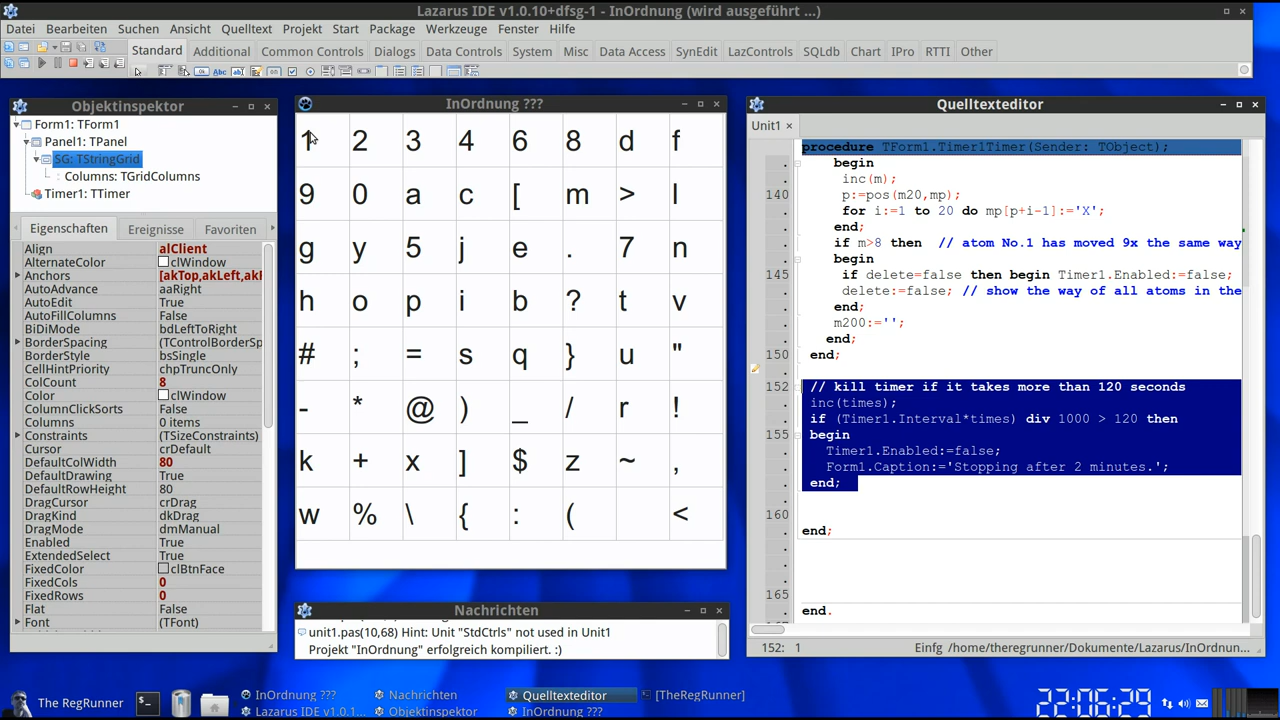 Lazarus IDE v1.0.10+dfsg-1 - InOrdnung (wird ausgeführt ...)
Datei Bearbeiten Suchen Ansicht Quelltext Projekt Start Package Werkzeuge Fenster Hilfe
Standard Additional Common Controls Dialogs Data Controls System Misc Data Access SynEdit LazControls SQLdb Chart IPro RTTI Other
Objektinspektor
Form1: TForm1
Panel1: TPanel
SG: TStringGrid
Columns: TGridColumns
Timer1: TTimer
Eigenschaften Ereignisse Favoriten
Align alClient
AlternateColor clWindow
Anchors [akTop,akLeft,akF
AutoAdvance aaRight
AutoEdit True
AutoFillColumns False
BiDiMode bdLeftToRight
BorderSpacing (TControlBorderSp
BorderStyle bsSingle
CellHintPriority chpTruncOnly
ColCount 8
Color clWindow
ColumnClickSorts False
Columns 0 items
Constraints (TSizeConstraints)
Cursor crDefault
DefaultColWidth 80
DefaultDrawing True
DefaultRowHeight 80
DragCursor crDrag
DragKind dkDrag
DragMode dmManual
Enabled True
ExtendedSelect True
FixedColor clBtnFace
FixedCols 0
FixedRows 0
Flat False
Font (TFont)
InOrdnung ???
1 2 3 4 6 8 d f
9 0 a c [ m > l
g y 5 j e . 7 n
h o p i b ? t v
# ; = s q } u "
- * @ ) _ / r !
k + x ] $ z ~ ,
w % \ { : ( <
Nachrichten
unit1.pas(10,68) Hint: Unit "StdCtrls" not used in Unit1
Projekt "InOrdnung" erfolgreich kompiliert. :)
Quelltexteditor
Unit1
procedure TForm1.Timer1Timer(Sender: TObject);
begin
inc(m);
140 p:=pos(m20,mp);
for i:=1 to 20 do mp[p+i-1]:='X';
end;
if m>8 then // atom No.1 has moved 9x the same way
begin
145 if delete=false then begin Timer1.Enabled:=false;
delete:=false; // show the way of all atoms in the
end;
m200:='';
end;
150 end;
152 // kill timer if it takes more than 120 seconds
inc(times);
if (Timer1.Interval*times) div 1000 > 120 then
155 begin
Timer1.Enabled:=false;
Form1.Caption:='Stopping after 2 minutes.';
end;
160
end;
165
end.
152: 1 Einfg /home/theregrunner/Dokumente/Lazarus/InOrdnun...
The RegRunner
InOrdnung ??? Nachrichten Quelltexteditor [TheRegRunner]
Lazarus IDE v1.0.1... Objektinspektor InOrdnung ???
22:06:29